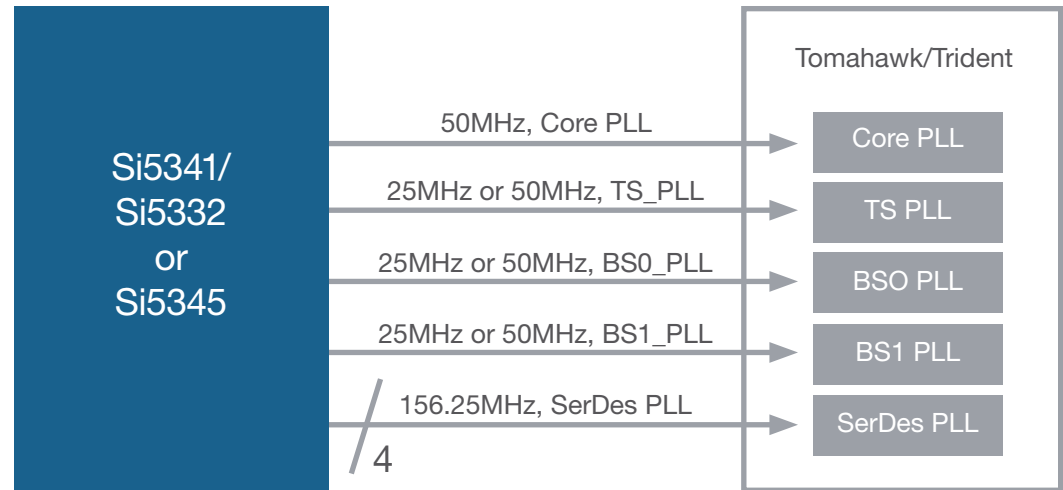 Si5341/
Si5332
or
Si5345
50MHz, Core PLL
25MHz or 50MHz, TS_PLL
25MHz or 50MHz, BS0_PLL
25MHz or 50MHz, BS1_PLL
156.25MHz, SerDes PLL
4
Tomahawk/Trident
Core PLL
TS PLL
BSO PLL
BS1 PLL
SerDes PLL